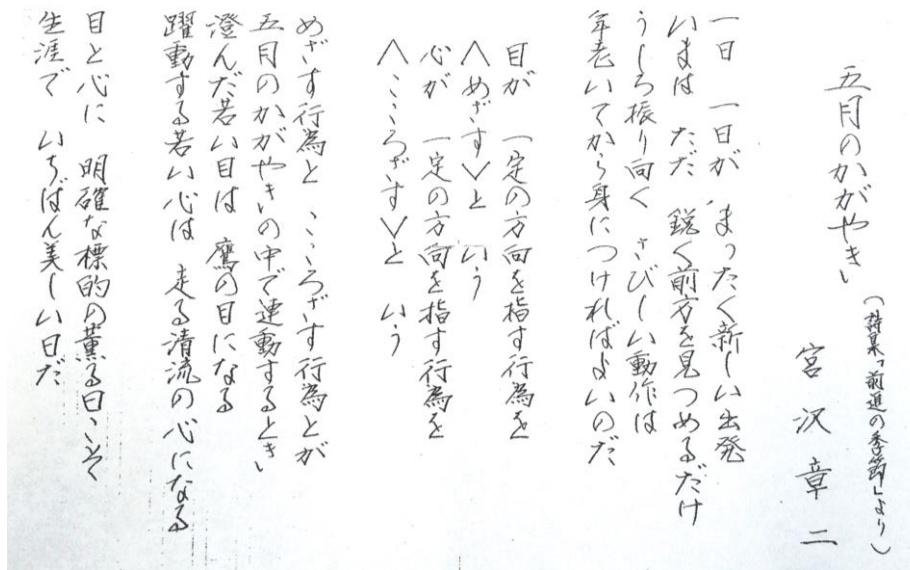 五月のかがやき
(詩集「前進の季節」より)
宮沢章二
一日 一日が まったく新しい出発
いまは ただ 鋭く前方を見つめるだけ
うしろ振り向く さびしい動作は
年老いてから身につければよいのだ
目が 一定の方向を指す行為を
〈めざす〉と いう
心が 一定の方向を指す行為を
〈こころざす〉と いう
めざす行為と こころざす行為とが
五月のかがやきの中で連動するとき
澄んだ若い目は 鷹の目になる
躍動する若い心は 走る清流の心になる
目と心に 明確な標的の薫る日こそ
生涯で いちばん美しい日だ